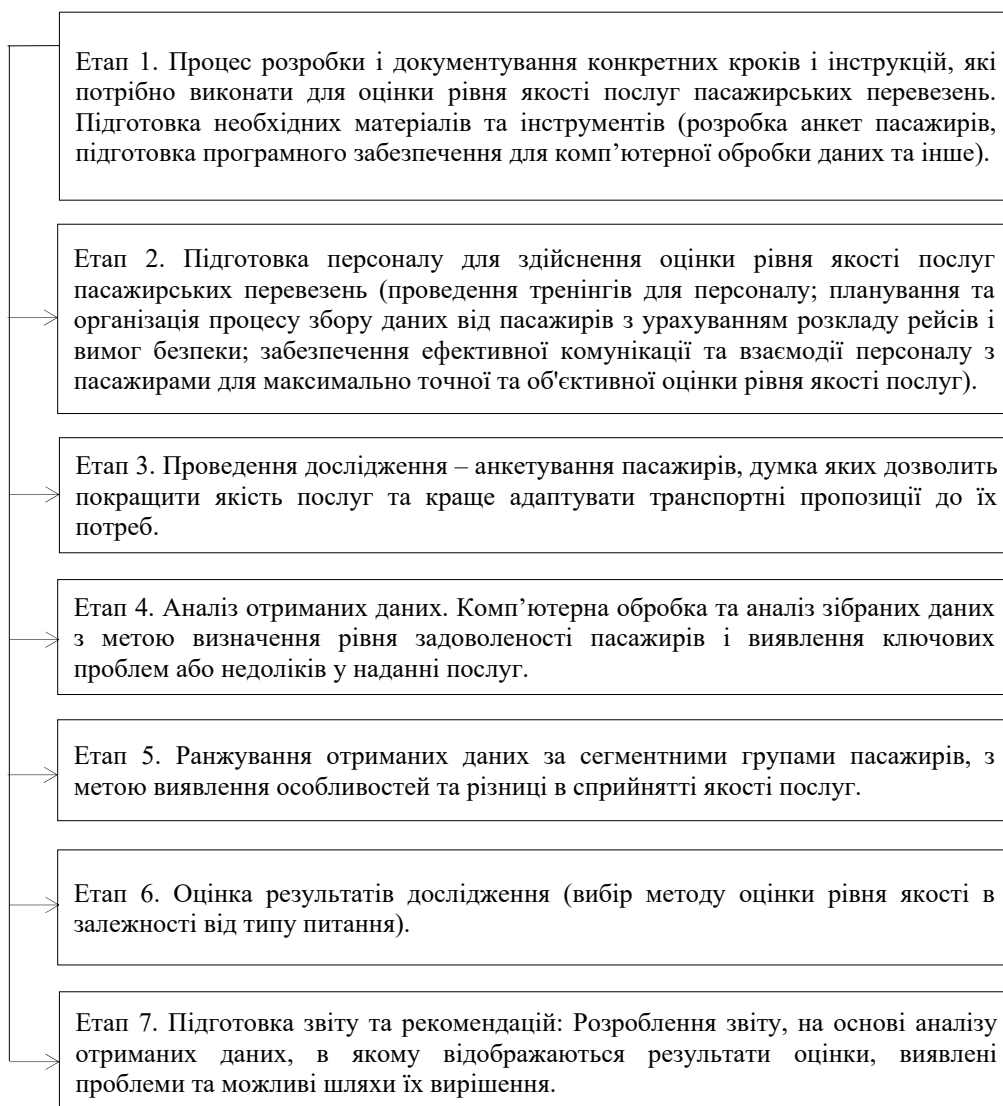 Етап 1. Процес розробки і документування конкретних кроків і інструкцій, які
потрібно виконати для оцінки рівня якості послуг пасажирських перевезень.
Підготовка необхідних матеріалів та інструментів (розробка анкет пасажирів,
підготовка програмного забезпечення для комп’ютерної обробки даних та інше).
Етап 2. Підготовка персоналу для здійснення оцінки рівня якості послуг
пасажирських перевезень (проведення тренінгів для персоналу; планування та
організація процесу збору даних від пасажирів з урахуванням розкладу рейсів і
вимог безпеки; забезпечення ефективної комунікації та взаємодії персоналу з
пасажирами для максимально точної та об'єктивної оцінки рівня якості послуг).
Етап 3. Проведення дослідження – анкетування пасажирів, думка яких дозволить
покращити якість послуг та краще адаптувати транспортні пропозиції до їх
потреб.
Етап 4. Аналіз отриманих даних. Комп’ютерна обробка та аналіз зібраних даних
з метою визначення рівня задоволеності пасажирів і виявлення ключових
проблем або недоліків у наданні послуг.
Етап 5. Ранжування отриманих даних за сегментними групами пасажирів, з
метою виявлення особливостей та різниці в сприйнятті якості послуг.
Етап 6. Оцінка результатів дослідження (вибір методу оцінки рівня якості в
залежності від типу питання).
Етап 7. Підготовка звіту та рекомендацій: Розроблення звіту, на основі аналізу
отриманих даних, в якому відображаються результати оцінки, виявлені
проблеми та можливі шляхи їх вирішення.